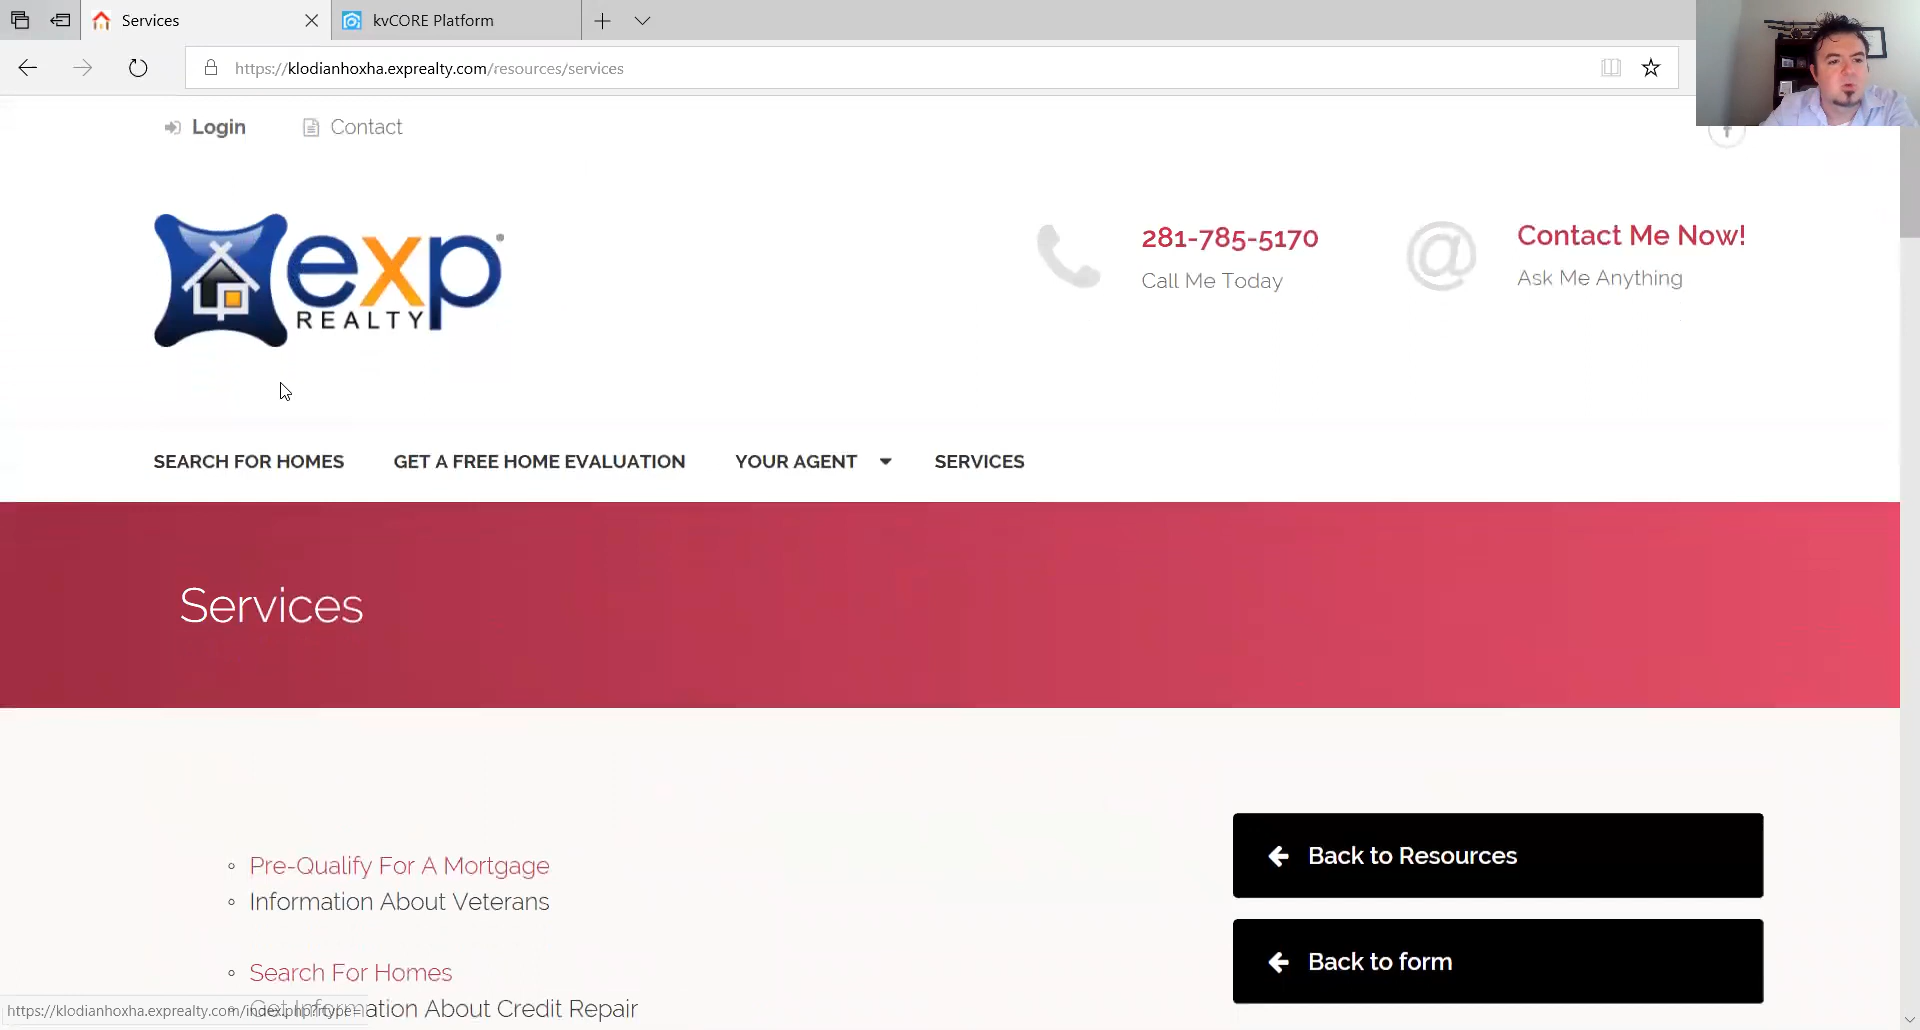 Services
kvCORE Platform
https://klodianhoxha.exprealty.com/resources/services
Login
Contact
exp
REALTY
281-785-5170
Call Me Today
Contact Me Now!
Ask Me Anything
SEARCH FOR HOMES
GET A FREE HOME EVALUATION
YOUR AGENT
SERVICES
Services
Pre-Qualify For A Mortgage
Information About Veterans
Search For Homes
Get Information About Credit Repair
Back to Resources
Back to form
https://klodianhoxha.exprealty.com/index.php?rtype=